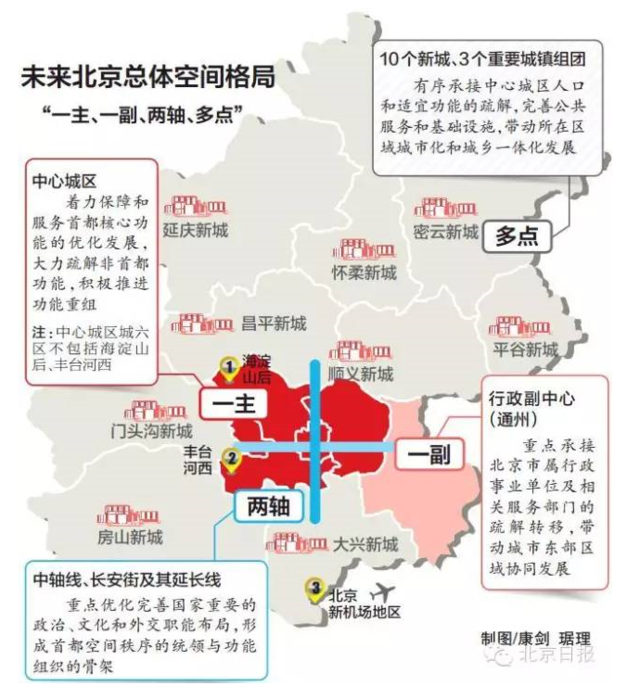 未来北京总体空间格局
“一主、一副、两轴、多点”
10个新城、3个重要城镇组团
有序承接中心城区人口
和适宜功能的疏解,完善公共
服务和基础设施,带动所在区
域城市化和城乡一体化发展
多点
中心城区
着力保障和
服务首都核心功
能的优化发展,
大力疏解非首都
功能,积极推进
功能重组
注:中心城区城六
区不包括海淀山
后、丰台河西
一主
延庆新城
密云新城
怀柔新城
昌平新城
平谷新城
顺义新城
1
海淀
山后
门头沟新城
丰台
河西
2
一副
行政副中心
(通州)
重点承接
北京市属行政
事业单位及相
关服务部门的
疏解转移,带
动城市东部区
域协同发展
两轴
房山新城
大兴新城
中轴线、长安街及其延长线
重点优化完善国家重要的
政治、文化和外交职能布局,形
成首都空间秩序的统领与功能
组织的骨架
3
北京
新机场地区
制图/康剑 琚理
北京日报